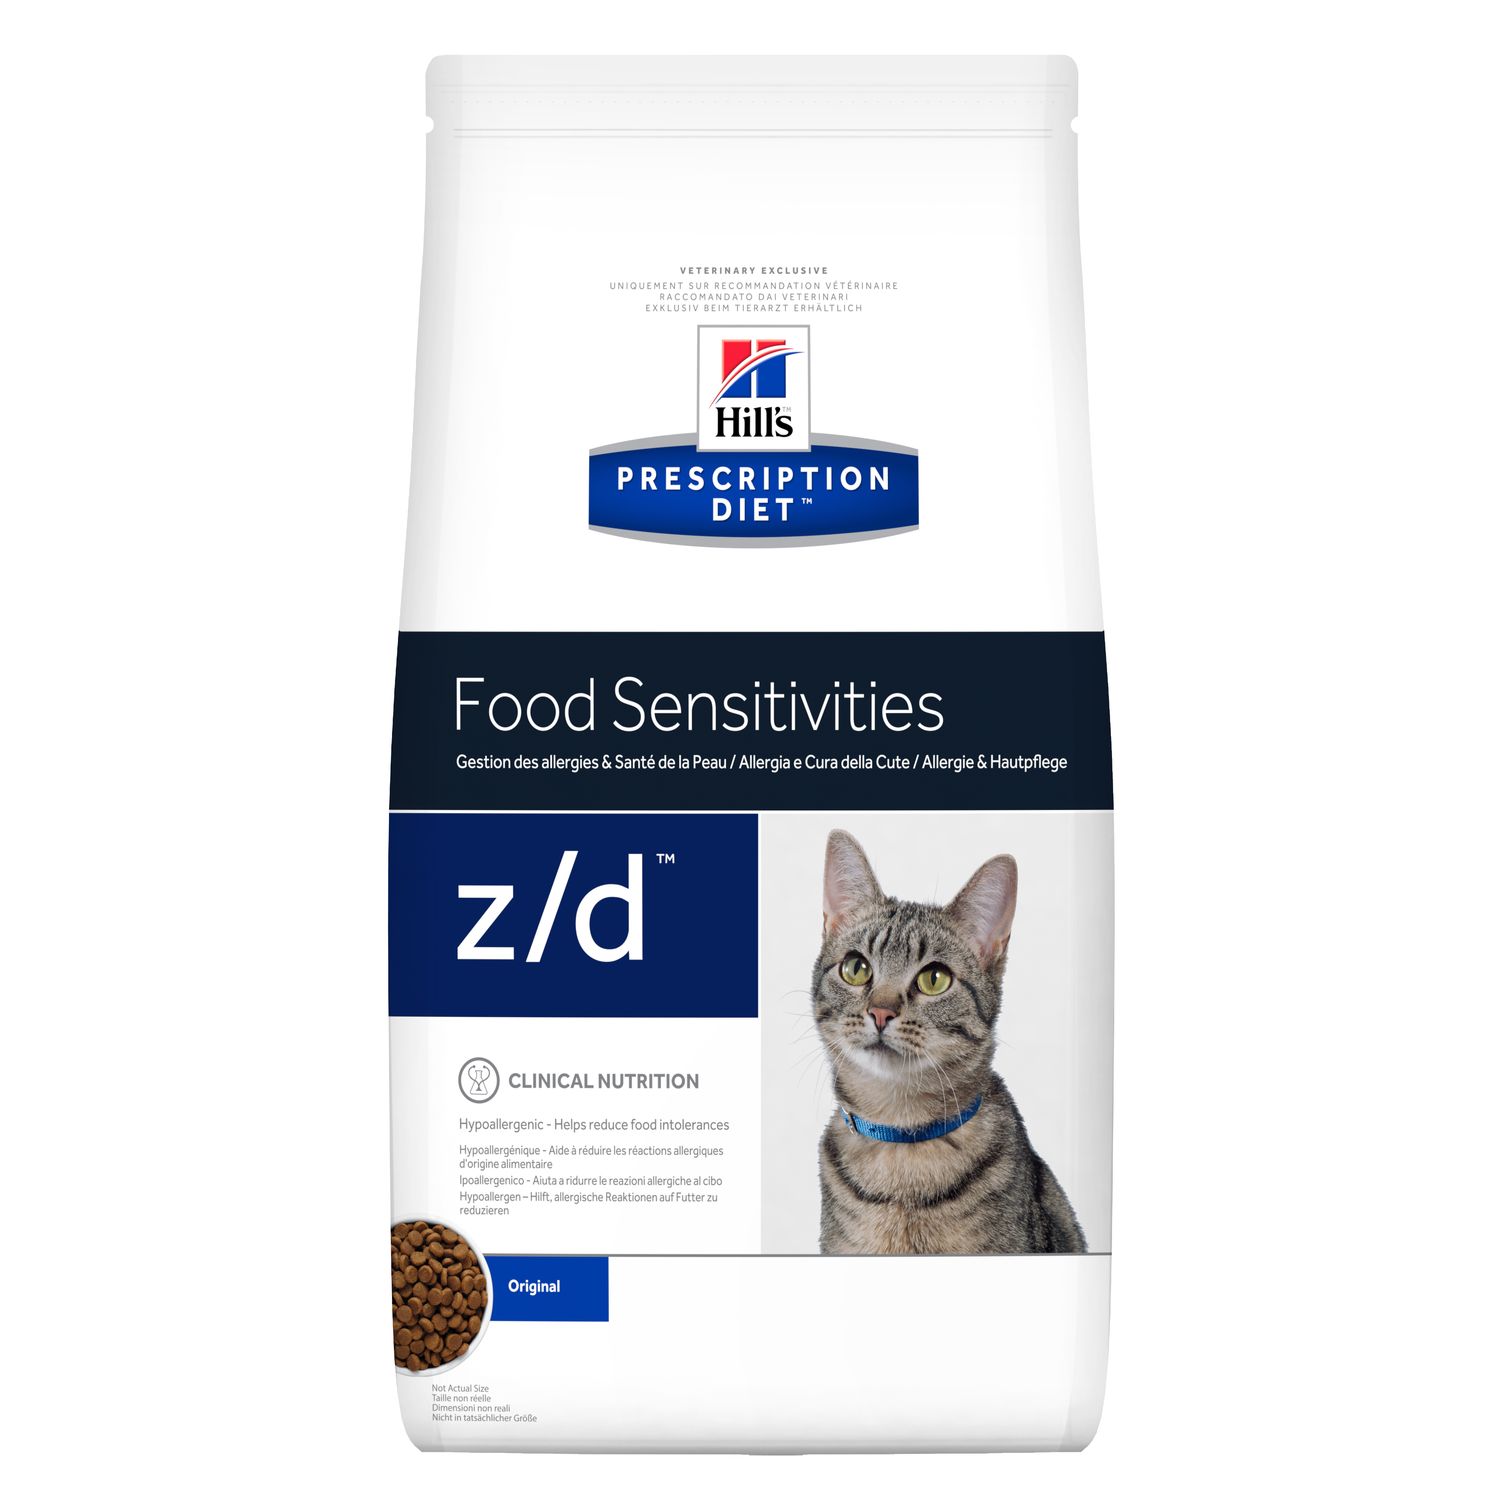 VETERINARY EXCLUSIVE
UNIQUEMENT SUR RECOMMANDATION VÉTÉRINAIRE
RACCOMANDATO DAI VETERINARI
EXKLUSIV BEIM TIERARZT ERHÄLTLICH
Hill's™
PRESCRIPTION
DIET™
Food Sensitivities
Gestion des allergies & Santé de la Peau / Allergia e Cura della Cute / Allergie & Hautpflege
z/d™
CLINICAL NUTRITION
Hypoallergenic - Helps reduce food intolerances
Hypoallergénique - Aide à réduire les réactions allergiques
d'origine alimentaire
Ipoallergenico - Aiuta a ridurre le reazioni allergiche al cibo
Hypoallergen – Hilft, allergische Reaktionen auf Futter zu
reduzieren
Original
Not Actual Size
Taille non réelle
Dimensioni non reali
Nicht in tatsächlicher Größe